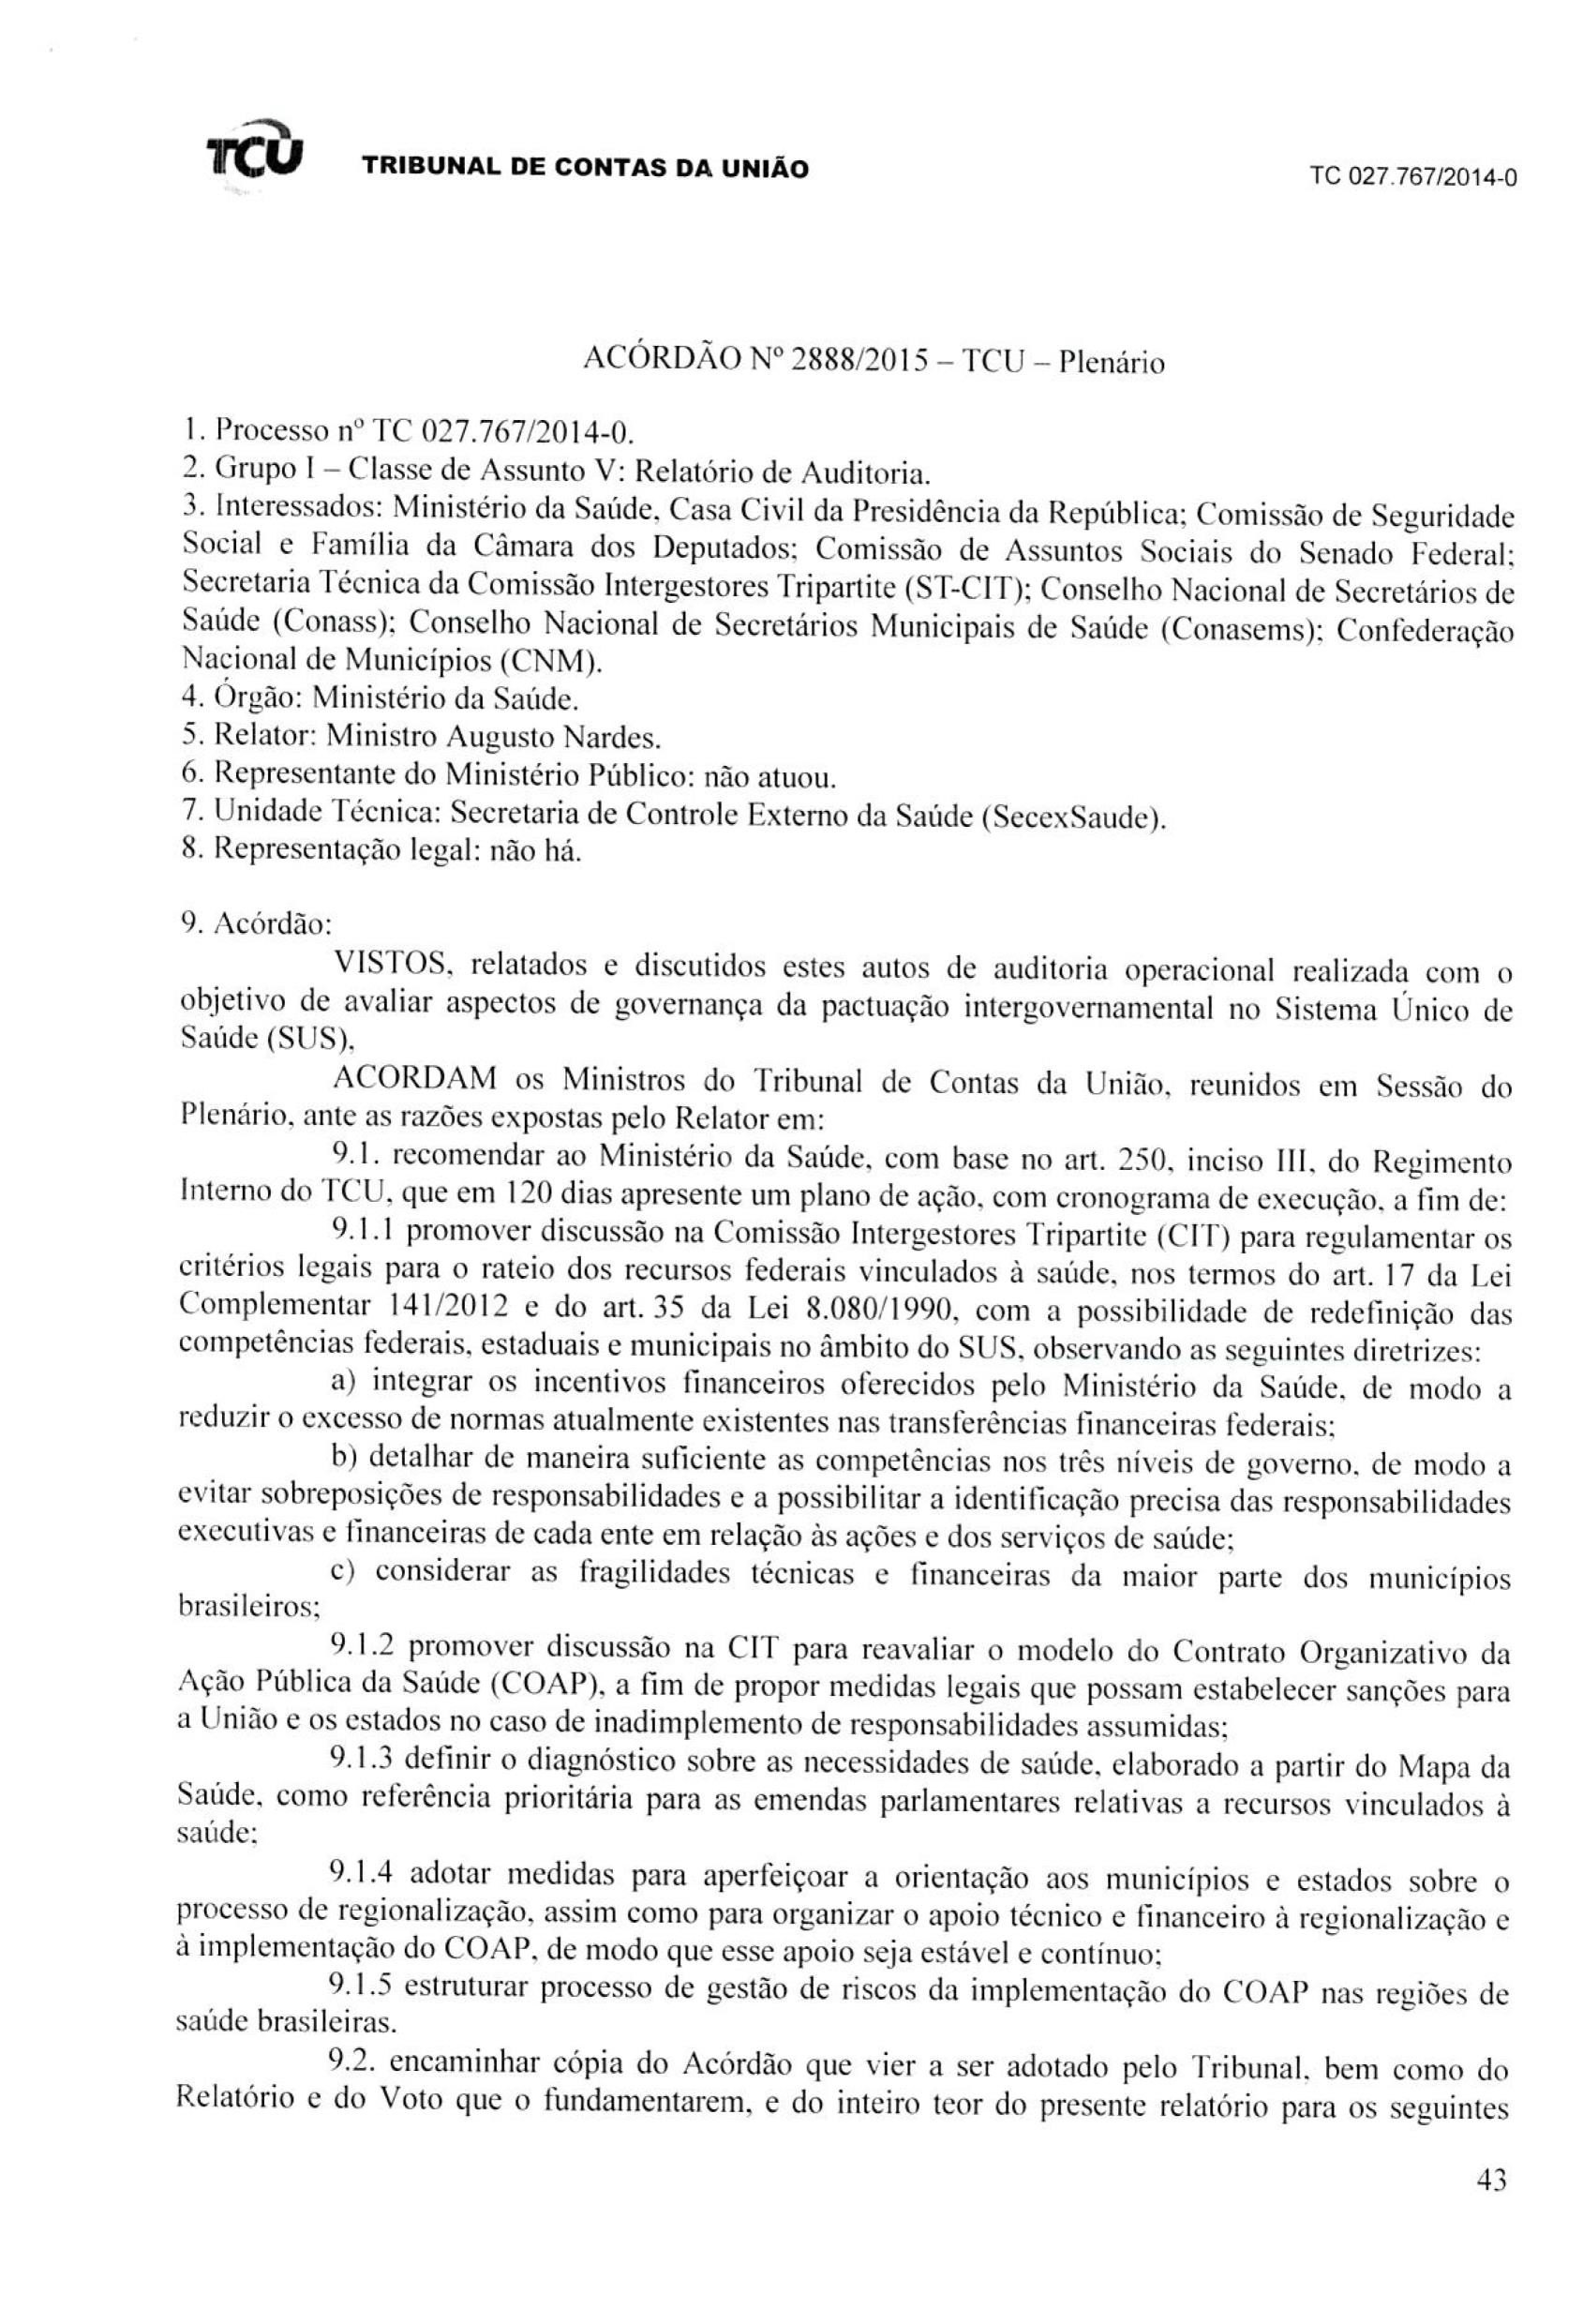 TCU
TRIBUNAL DE CONTAS DA UNIÃO
TC 027.767/2014-0
ACÓRDÃO Nº 2888/2015 – TCU – Plenário
1. Processo nº TC 027.767/2014-0.
2. Grupo I – Classe de Assunto V: Relatório de Auditoria.
3. Interessados: Ministério da Saúde, Casa Civil da Presidência da República; Comissão de Seguridade
Social e Família da Câmara dos Deputados; Comissão de Assuntos Sociais do Senado Federal;
Secretaria Técnica da Comissão Intergestores Tripartite (ST-CIT); Conselho Nacional de Secretários de
Saúde (Conass); Conselho Nacional de Secretários Municipais de Saúde (Conasems); Confederação
Nacional de Municípios (CNM).
4. Órgão: Ministério da Saúde.
5. Relator: Ministro Augusto Nardes.
6. Representante do Ministério Público: não atuou.
7. Unidade Técnica: Secretaria de Controle Externo da Saúde (SecexSaude).
8. Representação legal: não há.
9. Acórdão:
VISTOS, relatados e discutidos estes autos de auditoria operacional realizada com o
objetivo de avaliar aspectos de governança da pactuação intergovernamental no Sistema Único de
Saúde (SUS),
ACORDAM os Ministros do Tribunal de Contas da União, reunidos em Sessão do
Plenário, ante as razões expostas pelo Relator em:
9.1. recomendar ao Ministério da Saúde, com base no art. 250, inciso III, do Regimento
Interno do TCU, que em 120 dias apresente um plano de ação, com cronograma de execução, a fim de:
9.1.1 promover discussão na Comissão Intergestores Tripartite (CIT) para regulamentar os
critérios legais para o rateio dos recursos federais vinculados à saúde, nos termos do art. 17 da Lei
Complementar 141/2012 e do art. 35 da Lei 8.080/1990, com a possibilidade de redefinição das
competências federais, estaduais e municipais no âmbito do SUS, observando as seguintes diretrizes:
a) integrar os incentivos financeiros oferecidos pelo Ministério da Saúde, de modo a
reduzir o excesso de normas atualmente existentes nas transferências financeiras federais;
b) detalhar de maneira suficiente as competências nos três níveis de governo, de modo a
evitar sobreposições de responsabilidades e a possibilitar a identificação precisa das responsabilidades
executivas e financeiras de cada ente em relação às ações e dos serviços de saúde;
c) considerar as fragilidades técnicas e financeiras da maior parte dos municípios
brasileiros;
9.1.2 promover discussão na CIT para reavaliar o modelo do Contrato Organizativo da
Ação Pública da Saúde (COAP), a fim de propor medidas legais que possam estabelecer sanções para
a União e os estados no caso de inadimplemento de responsabilidades assumidas;
9.1.3 definir o diagnóstico sobre as necessidades de saúde, elaborado a partir do Mapa da
Saúde, como referência prioritária para as emendas parlamentares relativas a recursos vinculados à
saúde;
9.1.4 adotar medidas para aperfeiçoar a orientação aos municípios e estados sobre o
processo de regionalização, assim como para organizar o apoio técnico e financeiro à regionalização e
à implementação do COAP, de modo que esse apoio seja estável e contínuo;
9.1.5 estruturar processo de gestão de riscos da implementação do COAP nas regiões de
saúde brasileiras.
9.2. encaminhar cópia do Acórdão que vier a ser adotado pelo Tribunal, bem como do
Relatório e do Voto que o fundamentarem, e do inteiro teor do presente relatório para os seguintes
43